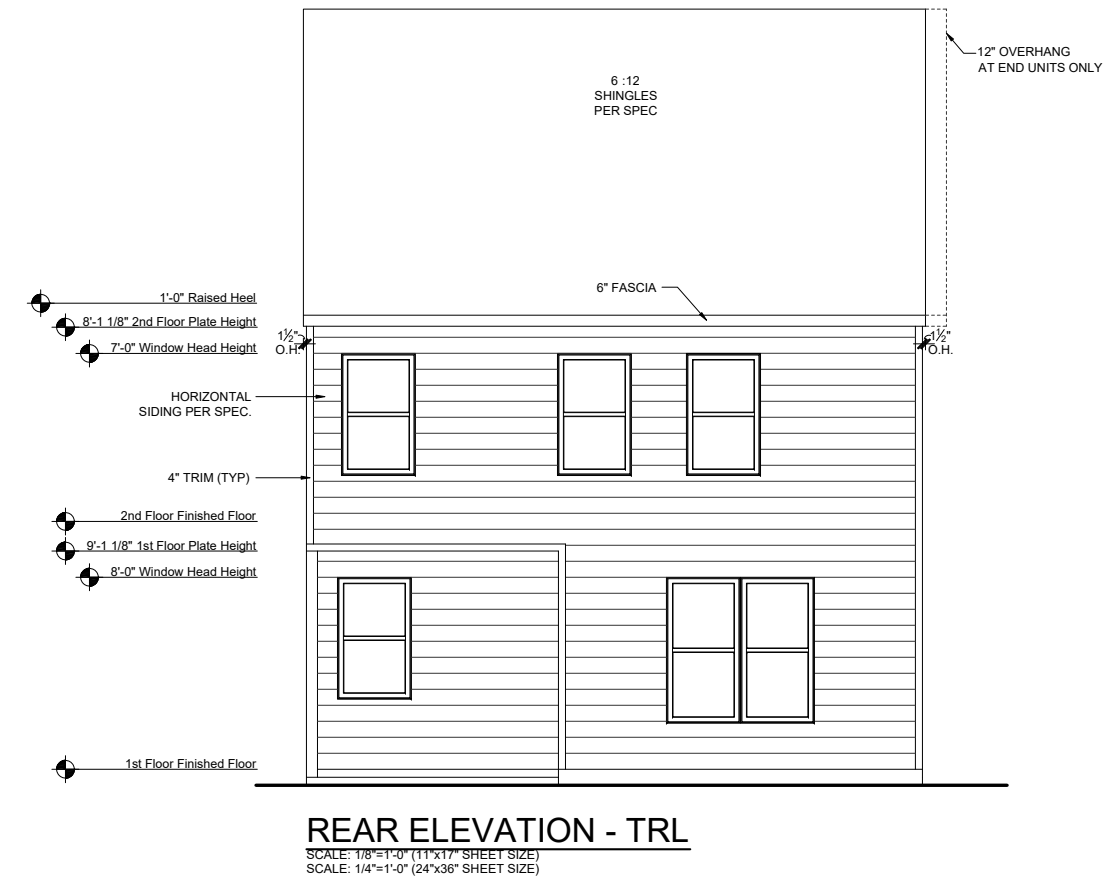 12" OVERHANG
AT END UNITS ONLY
6 :12
SHINGLES
PER SPEC
6" FASCIA
1'-0" Raised Heel
8'-1 1/8" 2nd Floor Plate Height
7'-0" Window Head Height
1½"
O.H.
1½"
O.H.
HORIZONTAL
SIDING PER SPEC.
4" TRIM (TYP)
2nd Floor Finished Floor
9'-1 1/8" 1st Floor Plate Height
8'-0" Window Head Height
1st Floor Finished Floor
REAR ELEVATION - TRL
SCALE: 1/8"=1'-0" (11"x17" SHEET SIZE)
SCALE: 1/4"=1'-0" (24"x36" SHEET SIZE)